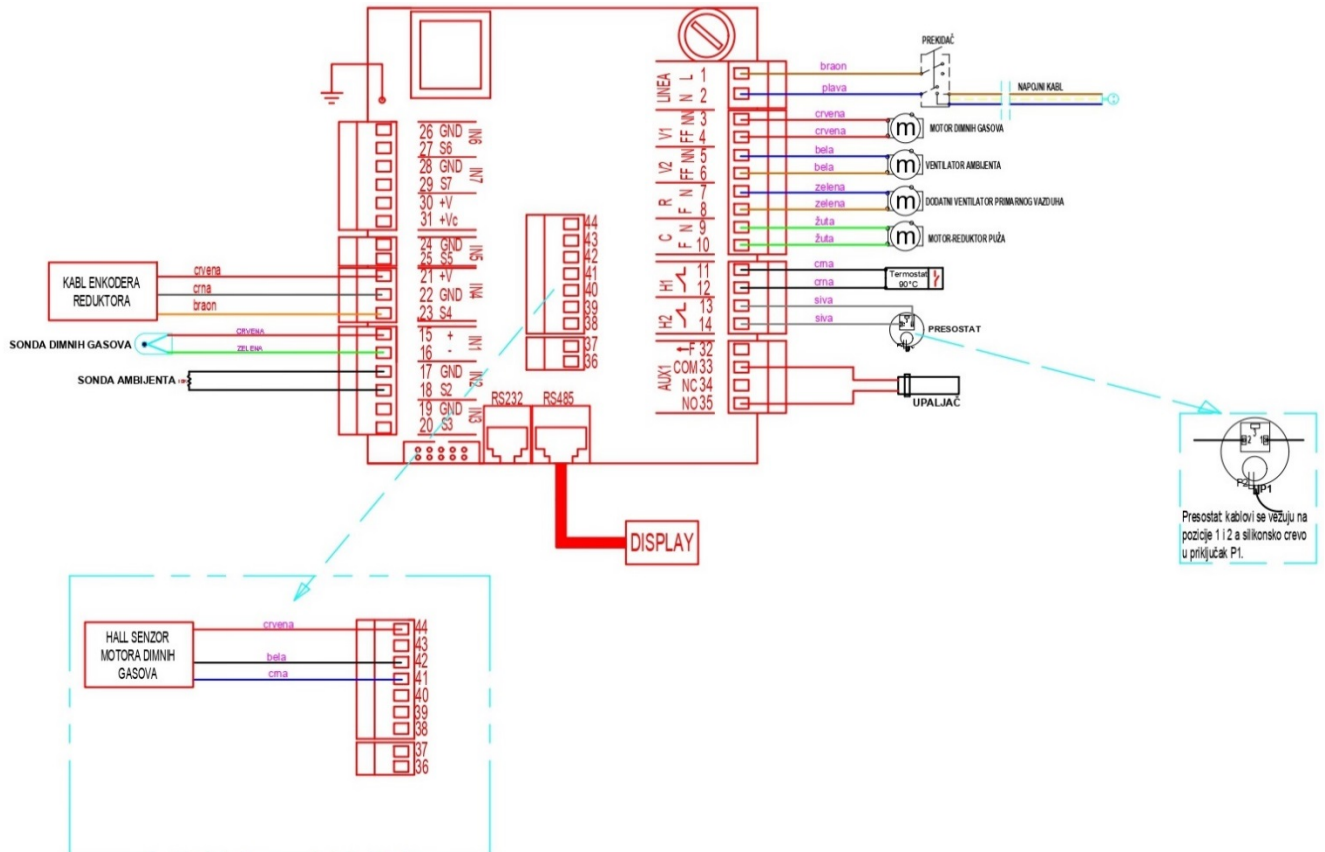 PREKIDAČ
NAPOJNI KABL
LINEA
L 1
N 2
braon
plava
V1
NN 3
FF 4
crvena
crvena
MOTOR DIMNIH GASOVA
V2
NN 5
FF 6
bela
bela
VENTILATOR AMBIJENTA
R
N 7
F 8
zelena
zelena
DODATNI VENTILATOR PRIMARNOG VAZDUHA
C
N 9
F 10
žuta
žuta
MOTOR-REDUKTOR PUŽA
m
m
m
m
H1
11
12
crna
crna
Termostat
90°C
H2
13
14
siva
siva
PRESOSTAT
AUX1
F 32
COM 33
NC 34
NO 35
UPALJAČ
26 GND
27 S6
IN6
28 GND
29 S7
IN7
30 +V
31 +Vc
24 GND
25 S5
IN5
21 +V
22 GND
23 S4
IN4
15 +
16 -
IN1
17 GND
18 S2
IN2
19 GND
20 S3
IN3
KABL ENKODERA
REDUKTORA
crvena
crna
braon
SONDA DIMNIH GASOVA
CRVENA
ZELENA
SONDA AMBIJENTA
44
43
42
41
40
39
38
37
36
RS232
RS485
DISPLAY
HALL SENZOR
MOTORA DIMNIH
GASOVA
crvena
bela
crna
44
43
42
41
40
39
38
37
36
3
2 1
P2
P1
Presostat: kablovi se vezuju na
pozicije 1 i 2 a silikonsko crevo
u priključak P1.